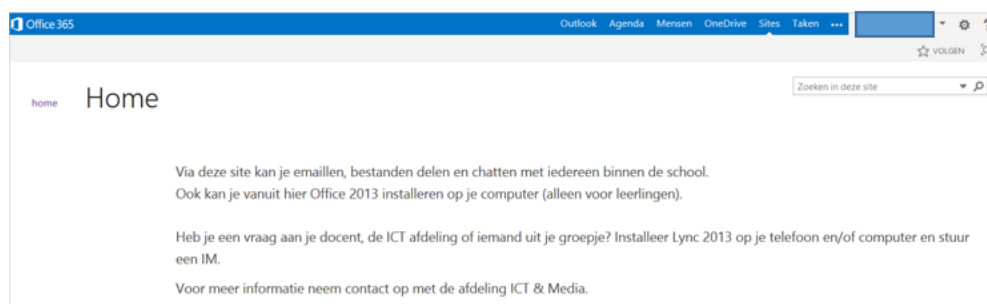 Office 365 Outlook Agenda Mensen OneDrive Sites Taken ••• ?
VOLGEN
home Home Zoeken in deze site
Via deze site kan je emaillen, bestanden delen en chatten met iedereen binnen de school.
Ook kan je vanuit hier Office 2013 installeren op je computer (alleen voor leerlingen).
Heb je een vraag aan je docent, de ICT afdeling of iemand uit je groepje? Installeer Lync 2013 op je telefoon en/of computer en stuur
een IM.
Voor meer informatie neem contact op met de afdeling ICT & Media.